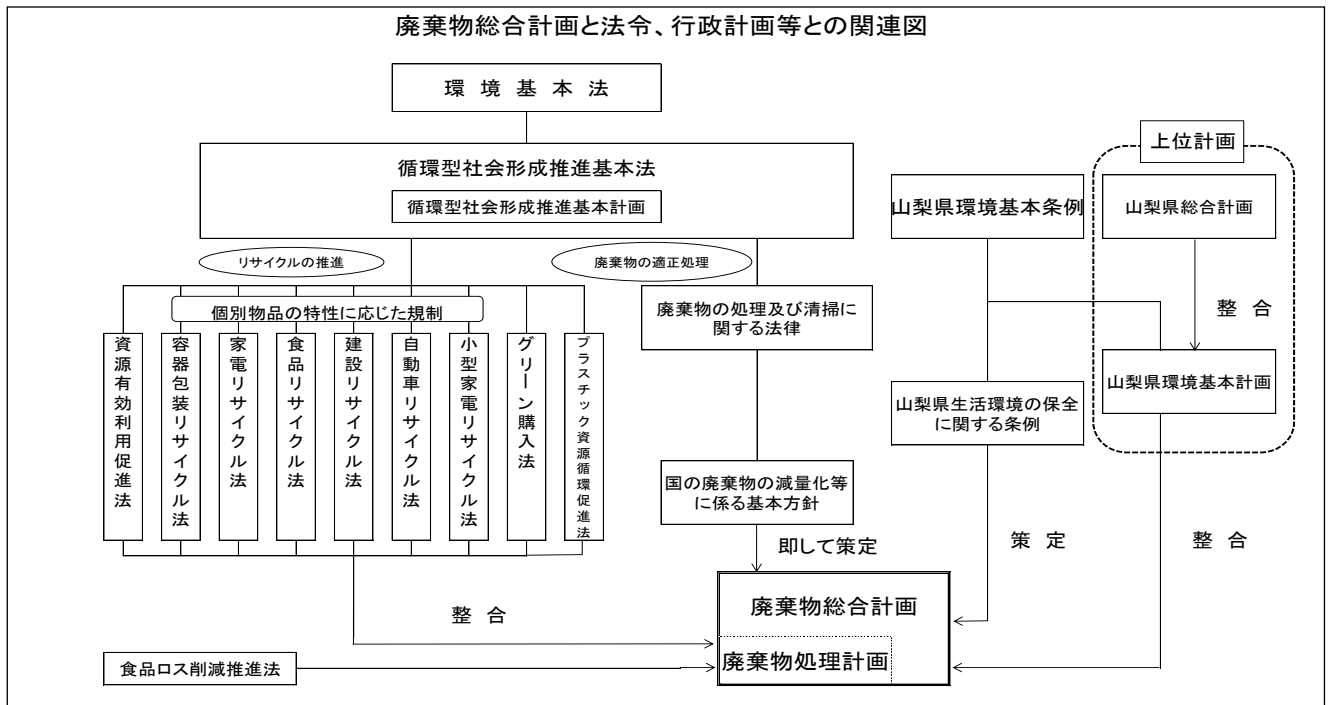 廃棄物総合計画と法令、行政計画等との関連図
環 境 基 本 法
上位計画
循環型社会形成推進基本法
循環型社会形成推進基本計画
山梨県環境基本条例
山梨県総合計画
リサイクルの推進
廃棄物の適正処理
個別物品の特性に応じた規制
廃棄物の処理及び清掃に
関する法律
整 合
資源有効利用促進法
容器包装リサイクル法
家電リサイクル法
食品リサイクル法
建設リサイクル法
自動車リサイクル法
小型家電リサイクル法
グリーン購入法
プラスチック資源循環促進法
山梨県環境基本計画
山梨県生活環境の保全
に関する条例
国の廃棄物の減量化等
に係る基本方針
即して策定
策 定
整 合
整 合
廃棄物総合計画
廃棄物処理計画
食品ロス削減推進法